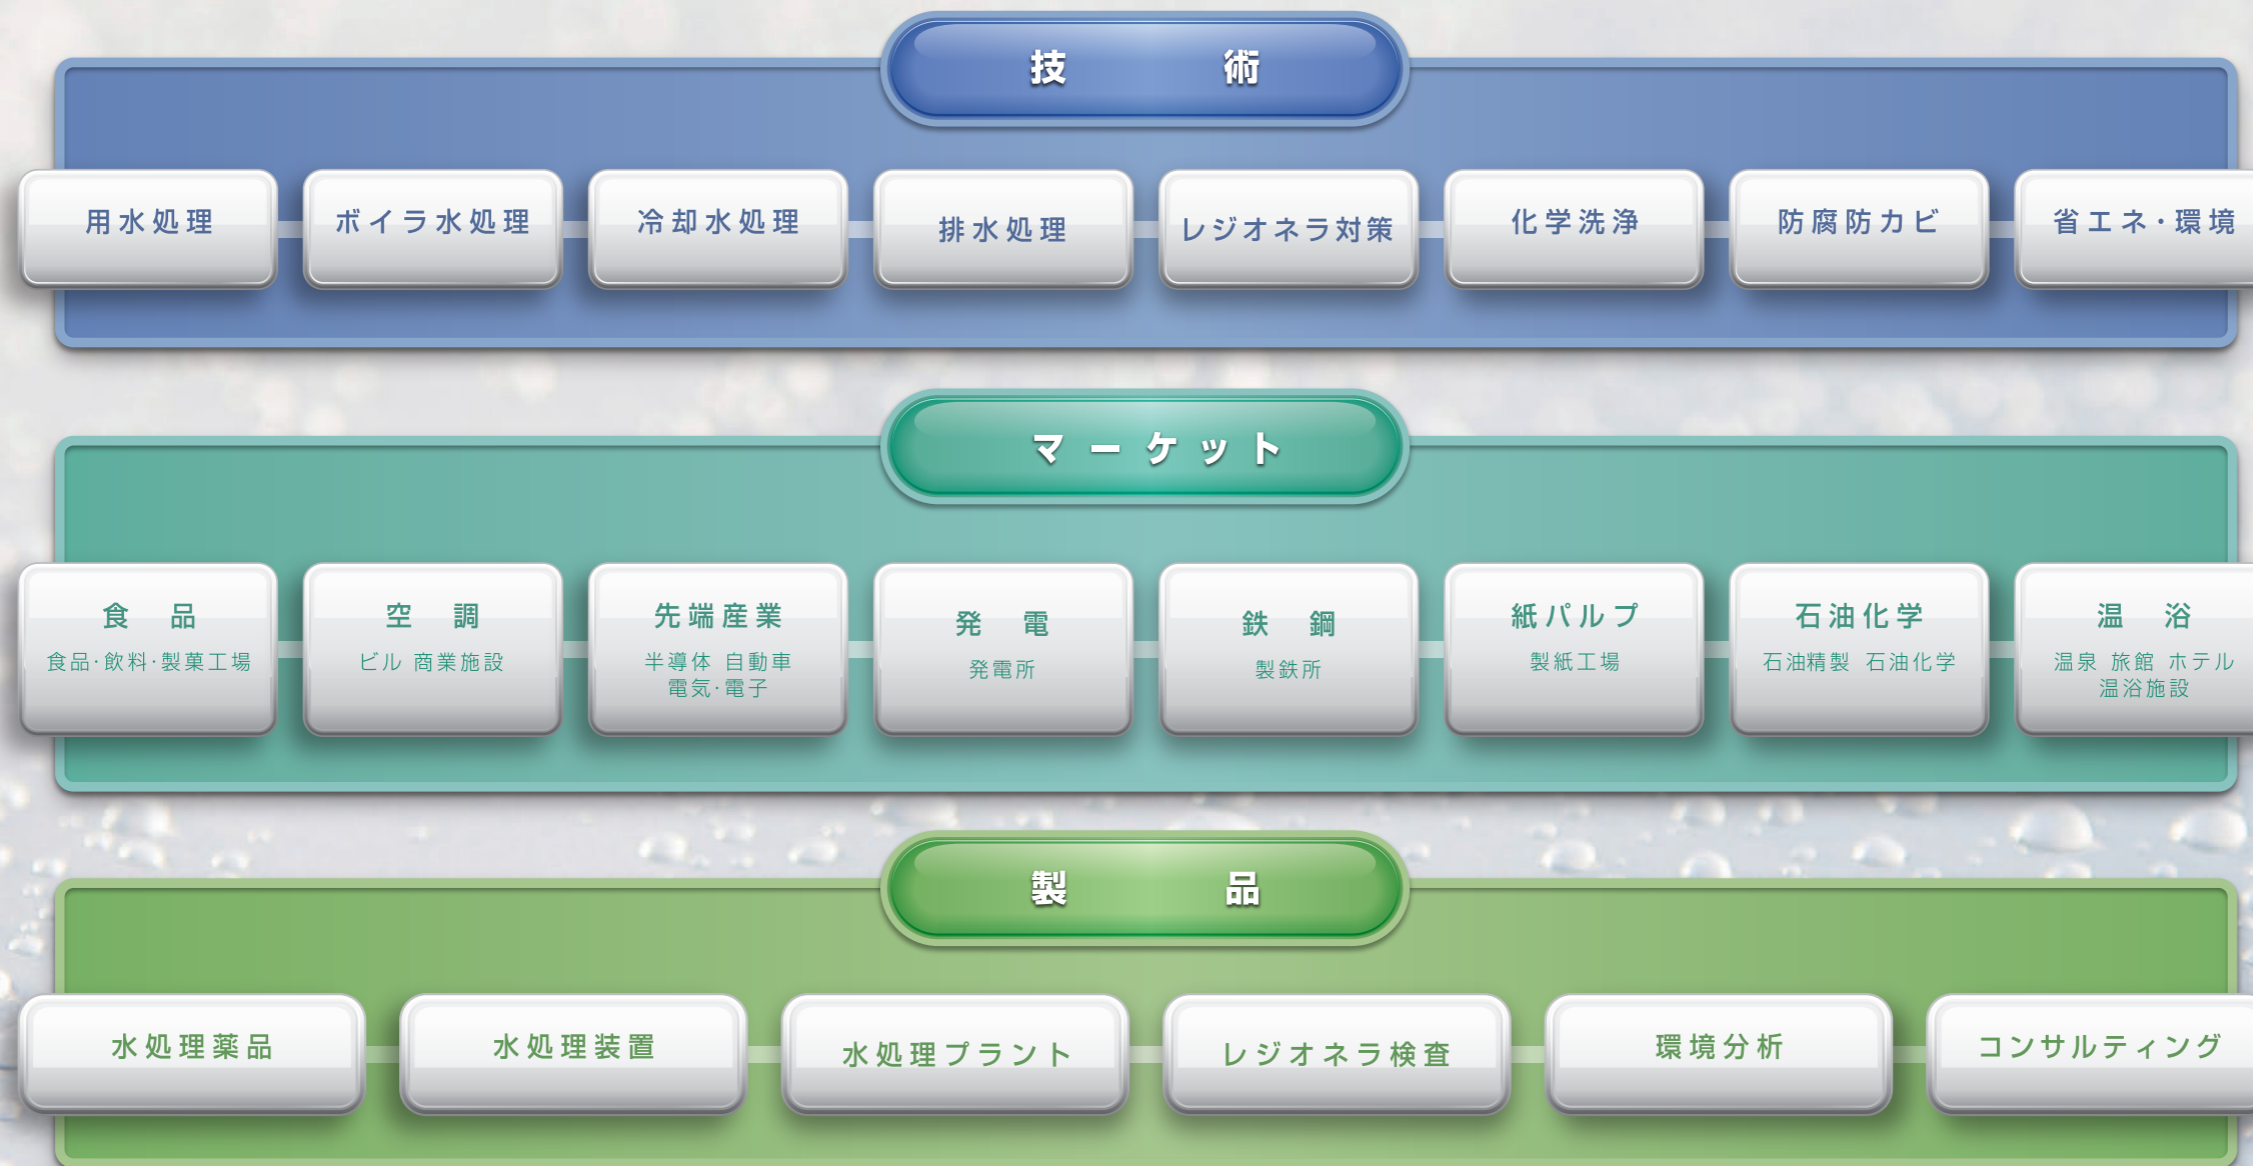 技 術
用水処理
ボイラ水処理
冷却水処理
排水処理
レジオネラ対策
化学洗浄
防腐防カビ
省エネ・環境
マーケット
食 品
食品・飲料・製菓工場
空 調
ビル 商業施設
先端産業
半導体 自動車
電気・電子
発 電
発電所
鉄 鋼
製鉄所
紙パルプ
製紙工場
石油化学
石油精製 石油化学
温 浴
温泉 旅館 ホテル
温浴施設
製 品
水処理薬品
水処理装置
水処理プラント
レジオネラ検査
環境分析
コンサルティング